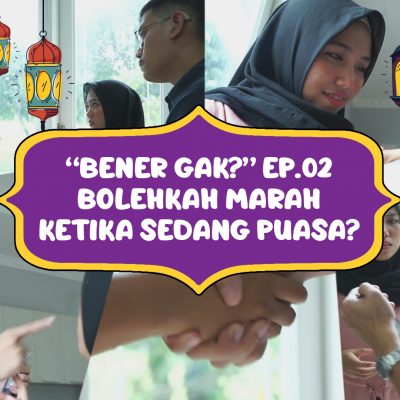 “BENER GAK?” EP.02
BOLEHKAH MARAH
KETIKA SEDANG PUASA?